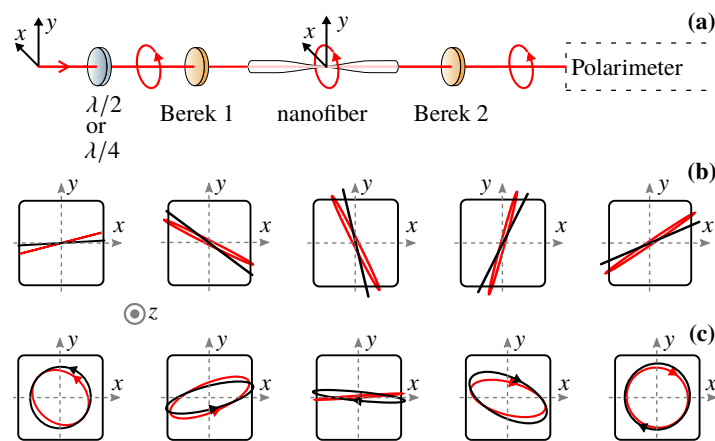 (a)
y
x
λ/2
or
λ/4
Berek 1
nanofiber
y
x
Berek 2
Polarimeter
(b)
y x
y x
y x
y x
y x
z
(c)
y x
y x
y x
y x
y x